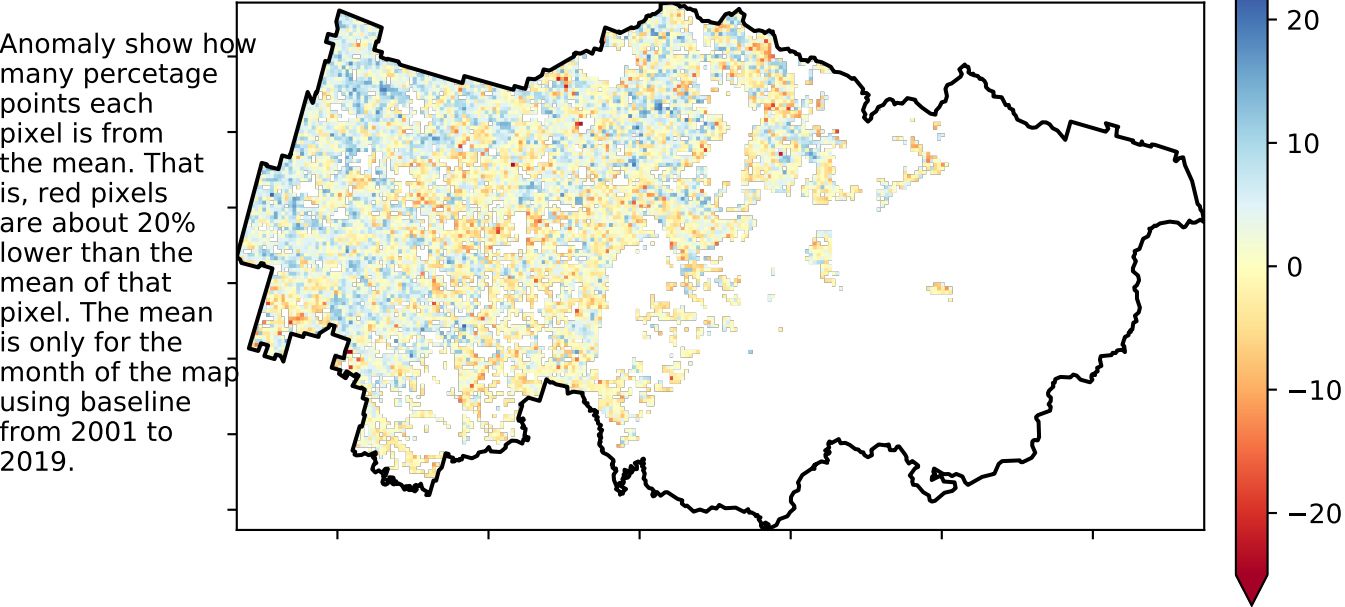 Anomaly show how
many percetage
points each
pixel is from
the mean. That
is, red pixels
are about 20%
lower than the
mean of that
pixel. The mean
is only for the
month of the map
using baseline
from 2001 to
2019.
20
10
0
−10
−20